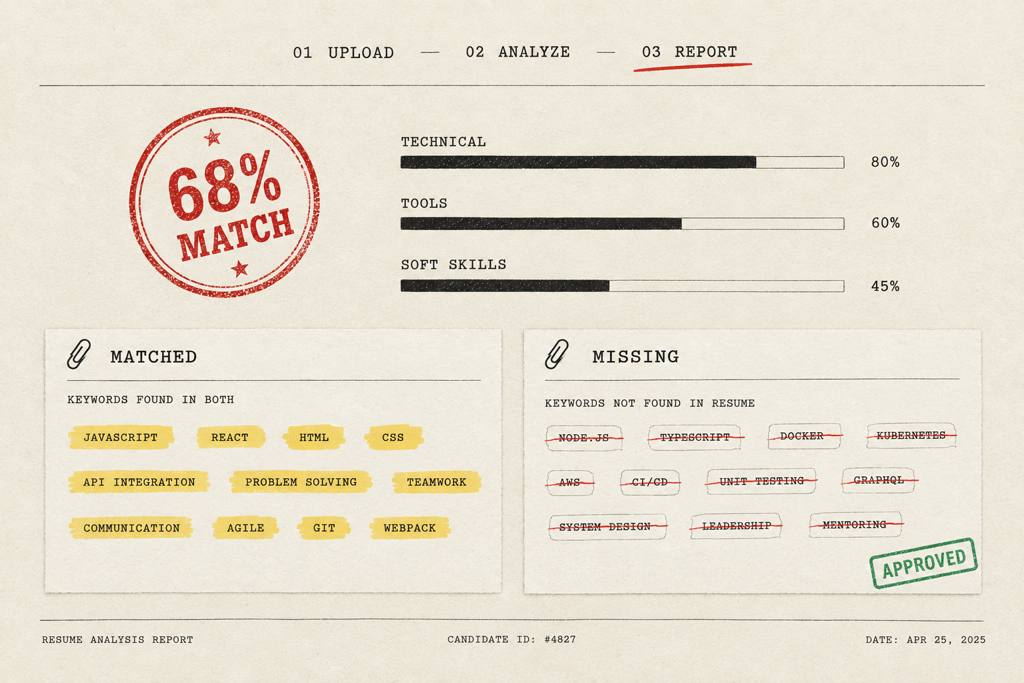 01 UPLOAD — 02 ANALYZE — 03 REPORT
68%
MATCH
TECHNICAL
80%
TOOLS
60%
SOFT SKILLS
45%
MATCHED
KEYWORDS FOUND IN BOTH
JAVASCRIPT REACT HTML CSS
API INTEGRATION PROBLEM SOLVING TEAMWORK
COMMUNICATION AGILE GIT WEBPACK
MISSING
KEYWORDS NOT FOUND IN RESUME
NODE.JS TYPESCRIPT DOCKER KUBERNETES
AWS CI/CD UNIT TESTING GRAPHQL
SYSTEM DESIGN LEADERSHIP MENTORING
APPROVED
RESUME ANALYSIS REPORT
CANDIDATE ID: #4827
DATE: APR 25, 2025